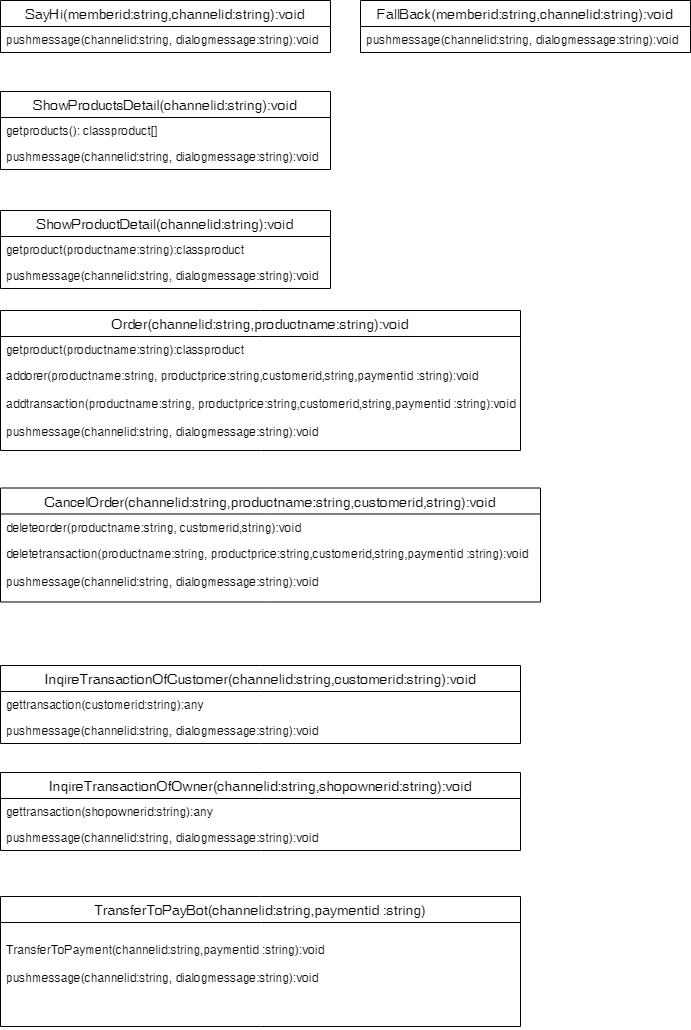 SayHi(memberid:string,channelid:string):void
pushmessage(channelid:string, dialogmessage:string):void
FallBack(memberid:string,channelid:string):void
pushmessage(channelid:string, dialogmessage:string):void
ShowProductsDetail(channelid:string):void
getproducts(): classproduct[]
pushmessage(channelid:string, dialogmessage:string):void
ShowProductDetail(channelid:string):void
getproduct(productname:string):classproduct
pushmessage(channelid:string, dialogmessage:string):void
Order(channelid:string,productname:string):void
getproduct(productname:string):classproduct
addorer(productname:string, productprice:string,customerid,string,paymentid :string):void
addtransaction(productname:string, productprice:string,customerid,string,paymentid :string):void
pushmessage(channelid:string, dialogmessage:string):void
CancelOrder(channelid:string,productname:string,customerid,string):void
deleteorder(productname:string, customerid,string):void
deletetransaction(productname:string, productprice:string,customerid,string,paymentid :string):void
pushmessage(channelid:string, dialogmessage:string):void
InqireTransactionOfCustomer(channelid:string,customerid:string):void
gettransaction(customerid:string):any
pushmessage(channelid:string, dialogmessage:string):void
InqireTransactionOfOwner(channelid:string,shopownerid:string):void
gettransaction(shopownerid:string):any
pushmessage(channelid:string, dialogmessage:string):void
TransferToPayBot(channelid:string,paymentid :string)
TransferToPayment(channelid:string,paymentid :string):void
pushmessage(channelid:string, dialogmessage:string):void